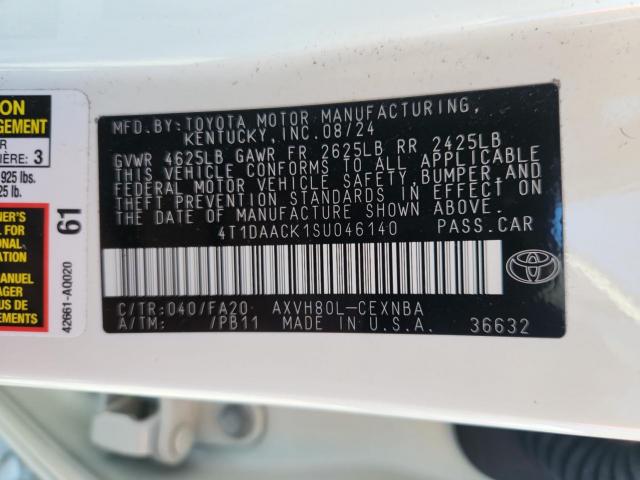 ON
GEMENT
R
IÈRE: 3
925 lbs.
25 lb.
NER'S
FOR
ONAL
ATION
MANUEL
AGER
US DE
EMENTS
61
42661-A0020
MFD.BY:TOYOTA MOTOR MANUFACTURING,
KENTUCKY,INC.08/24
GVWR 4625LB GAWR FR 2625LB RR 2425LB
THIS VEHICLE CONFORMS TO ALL APPLICABLE
FEDERAL MOTOR VEHICLE SAFETY, BUMPER,AND
THEFT PREVENTION STANDARDS IN EFFECT ON
THE DATE OF MANUFACTURE SHOWN ABOVE.
4T1DAACK1SU046140 PASS.CAR
C/TR:040/FA20 AXVH80L-CEXNBA
A/TM: /PB11 MADE IN U.S.A. 36632
TOYOTA